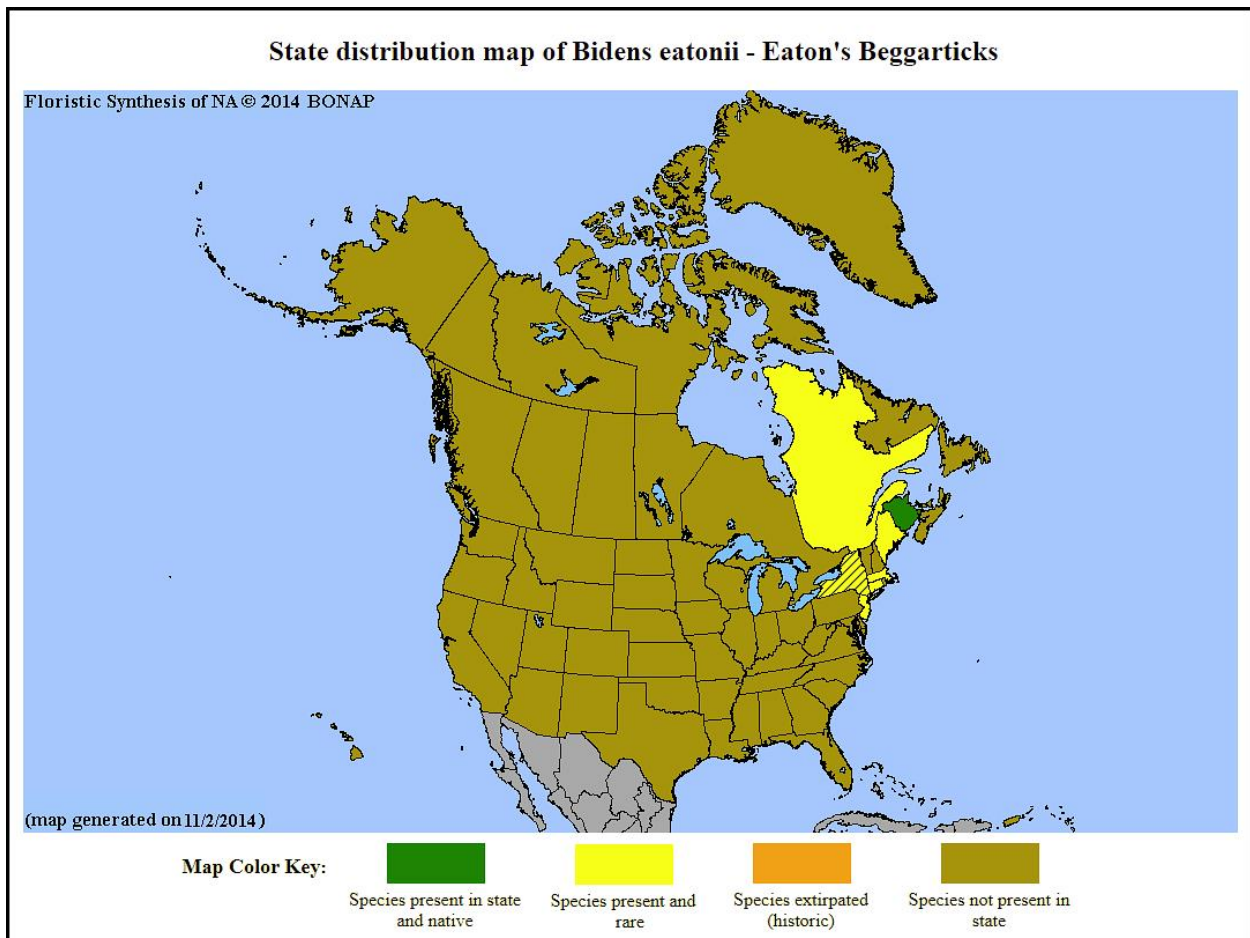 State distribution map of Bidens eatonii - Eaton's Beggarticks
Floristic Synthesis of NA © 2014 BONAP
(map generated on 11/2/2014)
Map Color Key:
Species present in state
and native
Species present and
rare
Species extirpated
(historic)
Species not present in
state